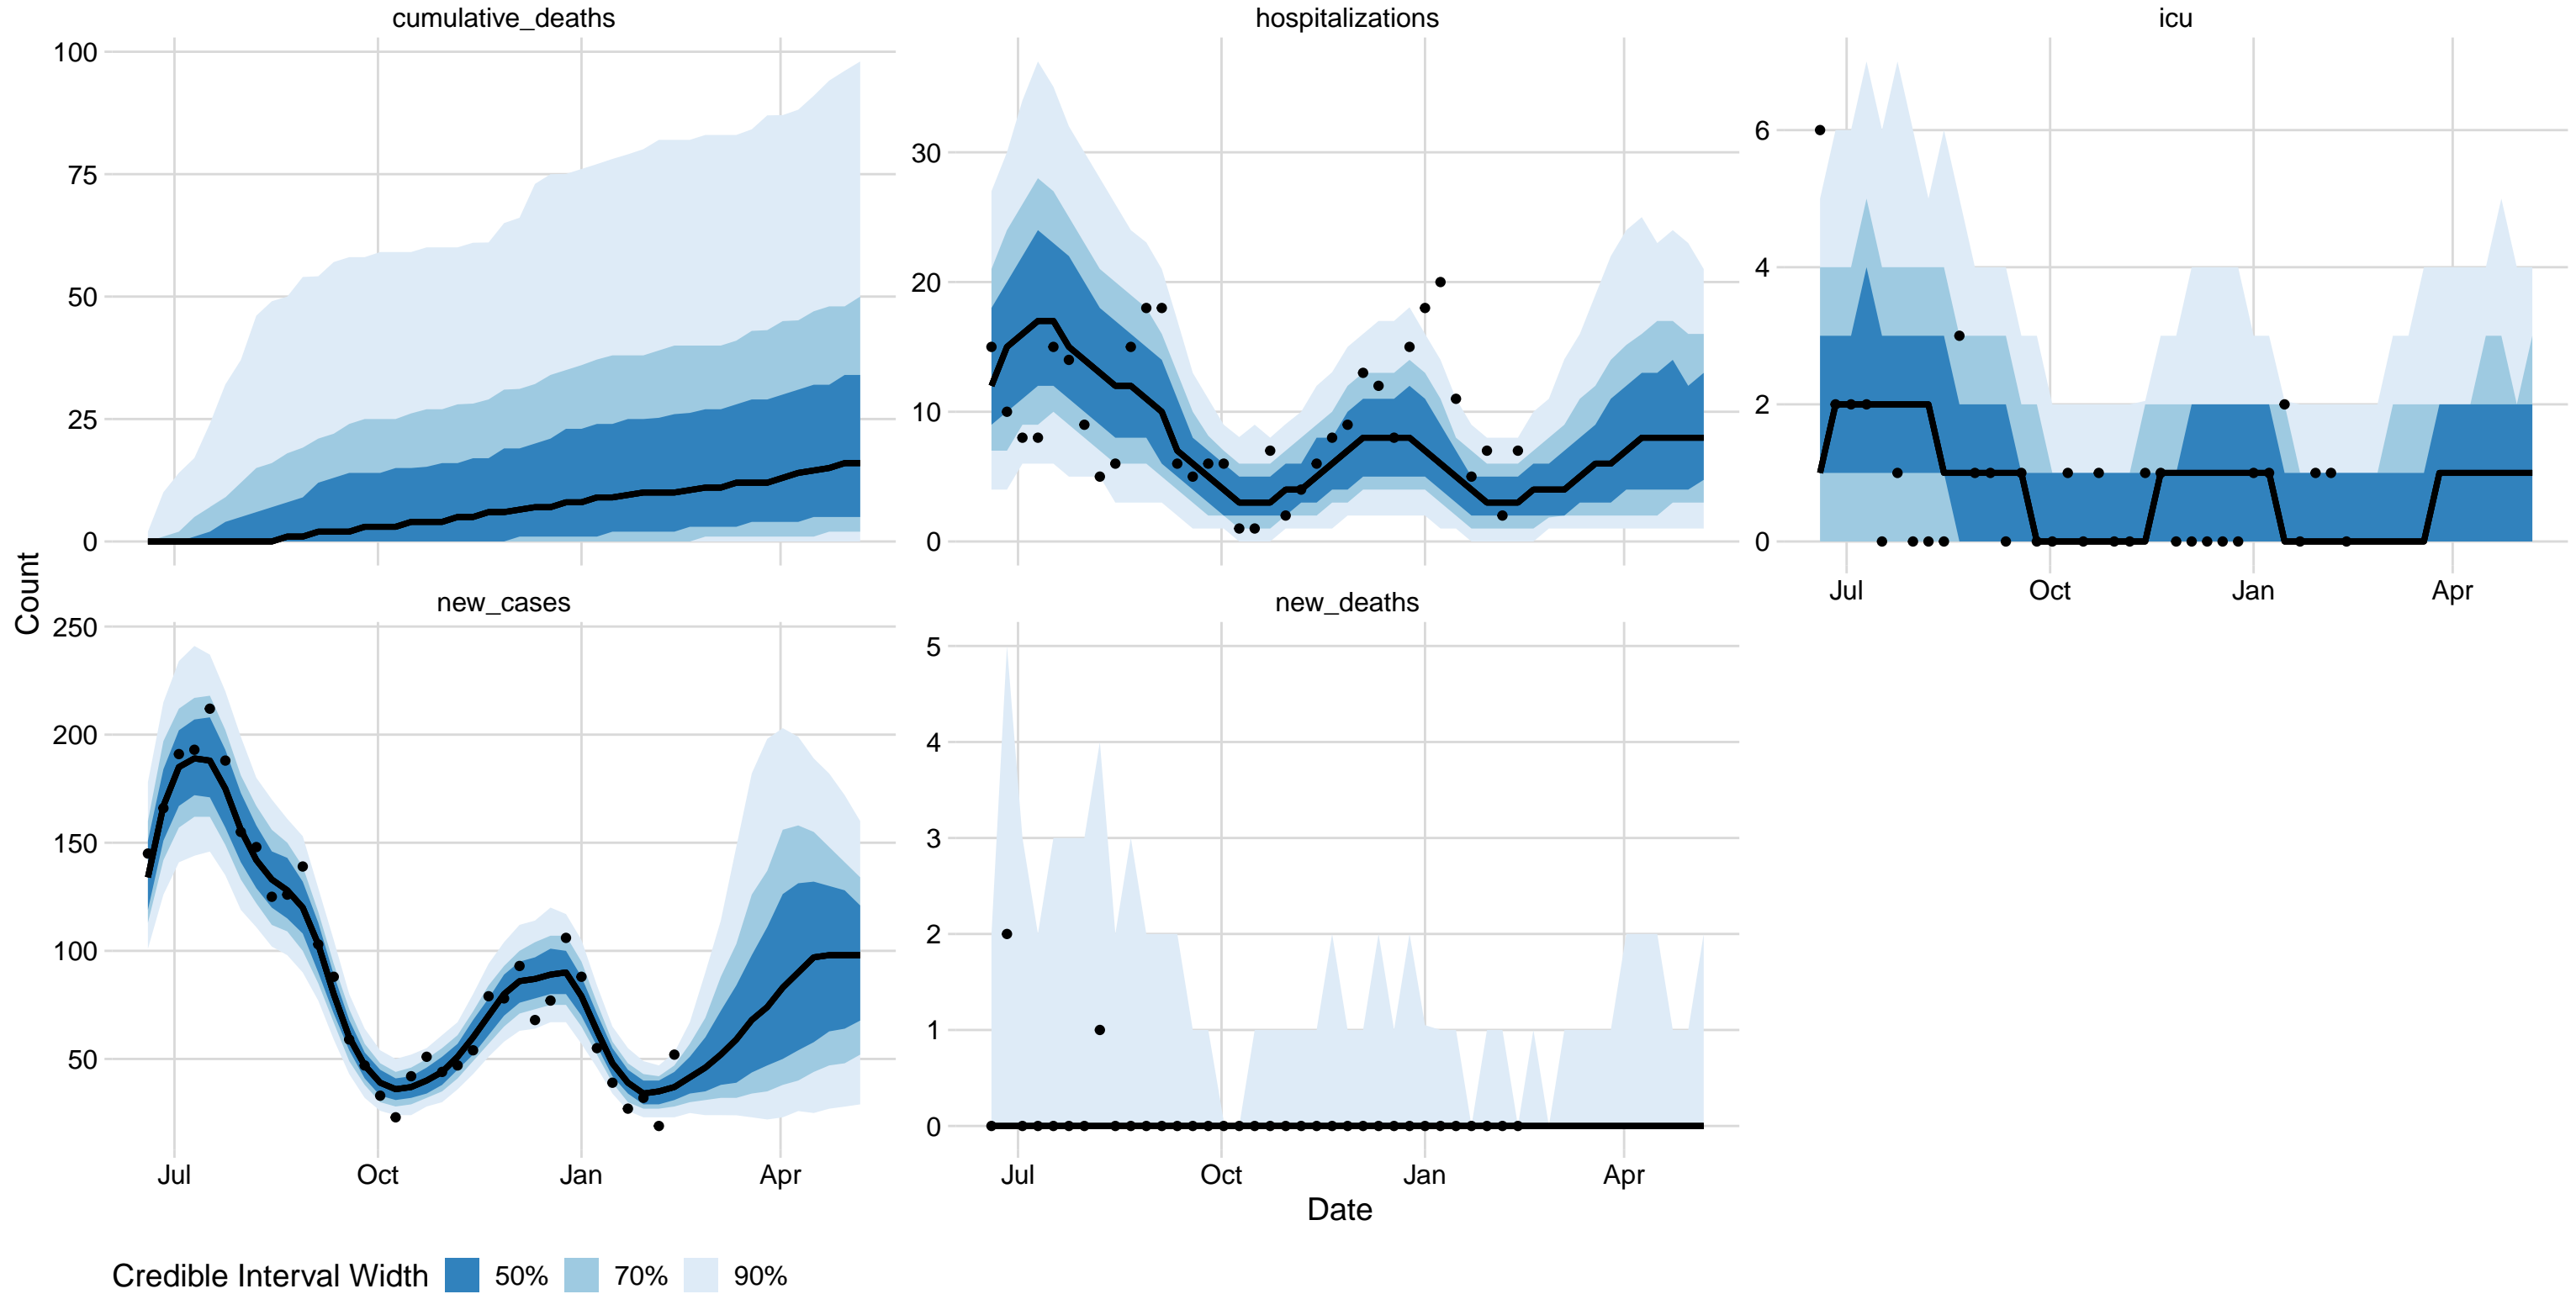 cumulative_deaths
hospitalizations
icu
100
75
50
25
0
30
20
10
0
6
4
2
0
Jul Oct Jan Apr
Count
new_cases
new_deaths
250
200
150
100
50
5
4
3
2
1
0
Jul Oct Jan Apr
Jul Oct Jan Apr
Date
Credible Interval Width 50% 70% 90%